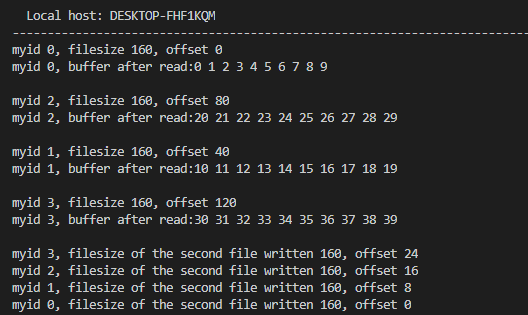 Local host: DESKTOP-FHF1KQM
--------------------------------------------------------------------------
myid 0, filesize 160, offset 0
myid 0, buffer after read:0 1 2 3 4 5 6 7 8 9
myid 2, filesize 160, offset 80
myid 2, buffer after read:20 21 22 23 24 25 26 27 28 29
myid 1, filesize 160, offset 40
myid 1, buffer after read:10 11 12 13 14 15 16 17 18 19
myid 3, filesize 160, offset 120
myid 3, buffer after read:30 31 32 33 34 35 36 37 38 39
myid 3, filesize of the second file written 160, offset 24
myid 2, filesize of the second file written 160, offset 16
myid 1, filesize of the second file written 160, offset 8
myid 0, filesize of the second file written 160, offset 0